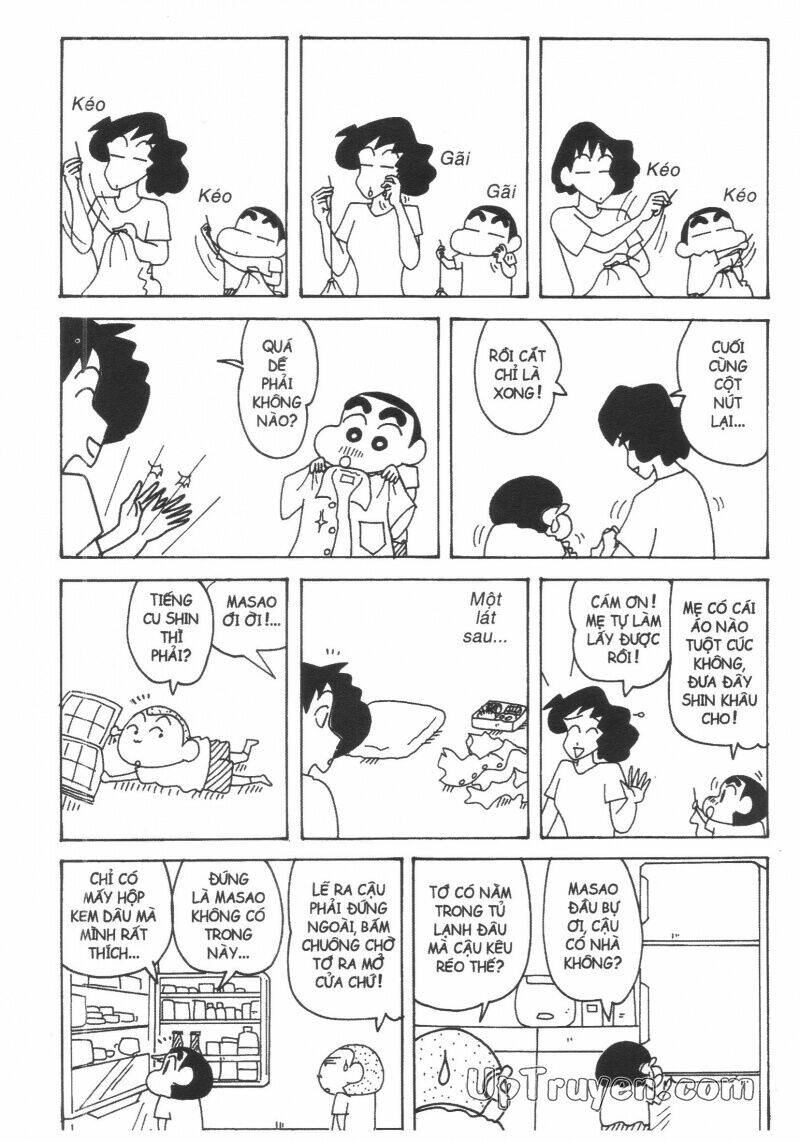 Kéo
Kéo
Gãi
Gãi
Kéo
Kéo
CUỐI
CÙNG
CỘT
NÚT
LẠI...
RỒI CẮT
CHỈ LÀ
XONG!
QUÁ
DỄ
PHẢI
KHÔNG
NÀO?
MẸ CÓ CÁI
ÁO NÀO
TUỘT CÚC
KHÔNG,
ĐƯA ĐÂY
SHIN KHÂU
CHO!
CÁM ƠN!
MẸ TỰ LÀM
LẤY ĐƯỢC
RỒI!
Một
lát
sau...
MASAO
ƠI ỜI!...
TIẾNG
CU SHIN
THÌ
PHẢI?
MASAO
ĐẦU BỰ
ƠI, CẬU
CÓ NHÀ
KHÔNG?
TỚ CÓ NẰM
TRONG TỦ
LẠNH ĐÂU
MÀ CẬU KÊU
RÉO THẾ?
LẼ RA CẬU
PHẢI ĐỨNG
NGOÀI, BẤM
CHUÔNG CHỜ
TỚ RA MỞ
CỬA CHỨ!
ĐÚNG
LÀ MASAO
KHÔNG CÓ
TRONG
NÀY...
CHỈ CÓ
MẤY HỘP
KEM DÂU MÀ
MÌNH RẤT
THÍCH...
UpTruyen.com